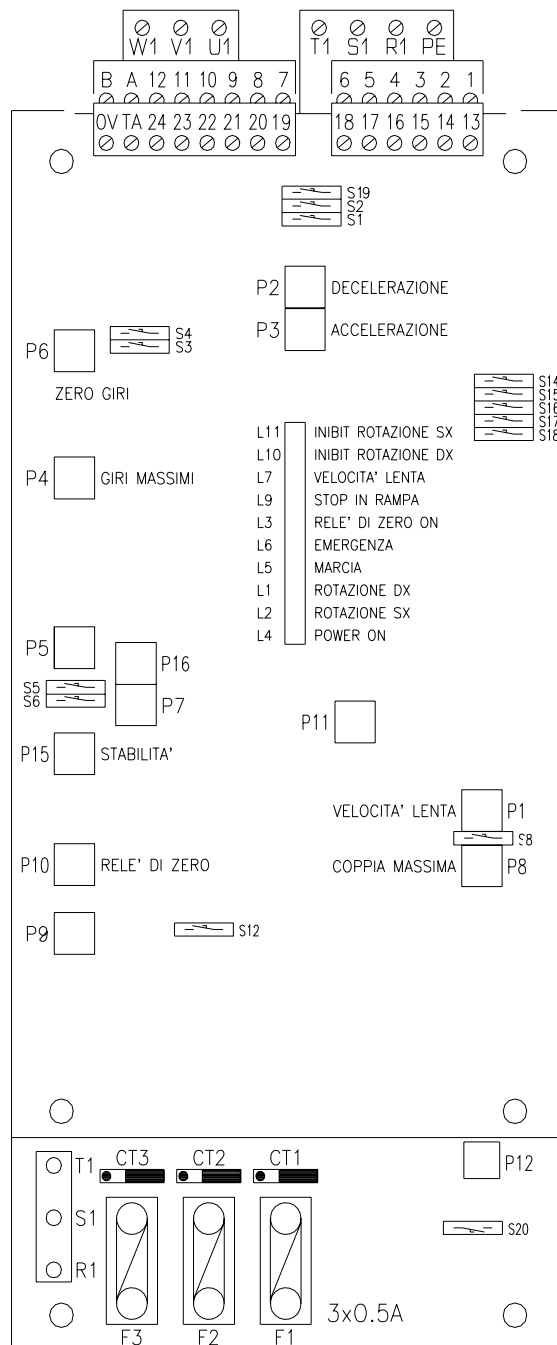 W1 V1 U1
T1 S1 R1 PE
B A 12 11 10 9 8 7
6 5 4 3 2 1
0V TA 24 23 22 21 20 19
18 17 16 15 14 13
S19
S2
S1
P2 DECELERAZIONE
P3 ACCELERAZIONE
S4
S3
P6
ZERO GIRI
S14
S15
S16
S17
S18
P4 GIRI MASSIMI
L11 INIBIT ROTAZIONE SX
L10 INIBIT ROTAZIONE DX
L7 VELOCITA' LENTA
L9 STOP IN RAMPA
L3 RELE' DI ZERO ON
L6 EMERGENZA
L5 MARCIA
L1 ROTAZIONE DX
L2 ROTAZIONE SX
L4 POWER ON
P5
P16
S5
S6
P7
P11
P15 STABILITA'
VELOCITA' LENTA P1
S8
COPPIA MASSIMA P8
P10 RELE' DI ZERO
P9
S12
T1
CT3 CT2 CT1
P12
S1
S20
R1
3x0.5A
F3 F2 F1